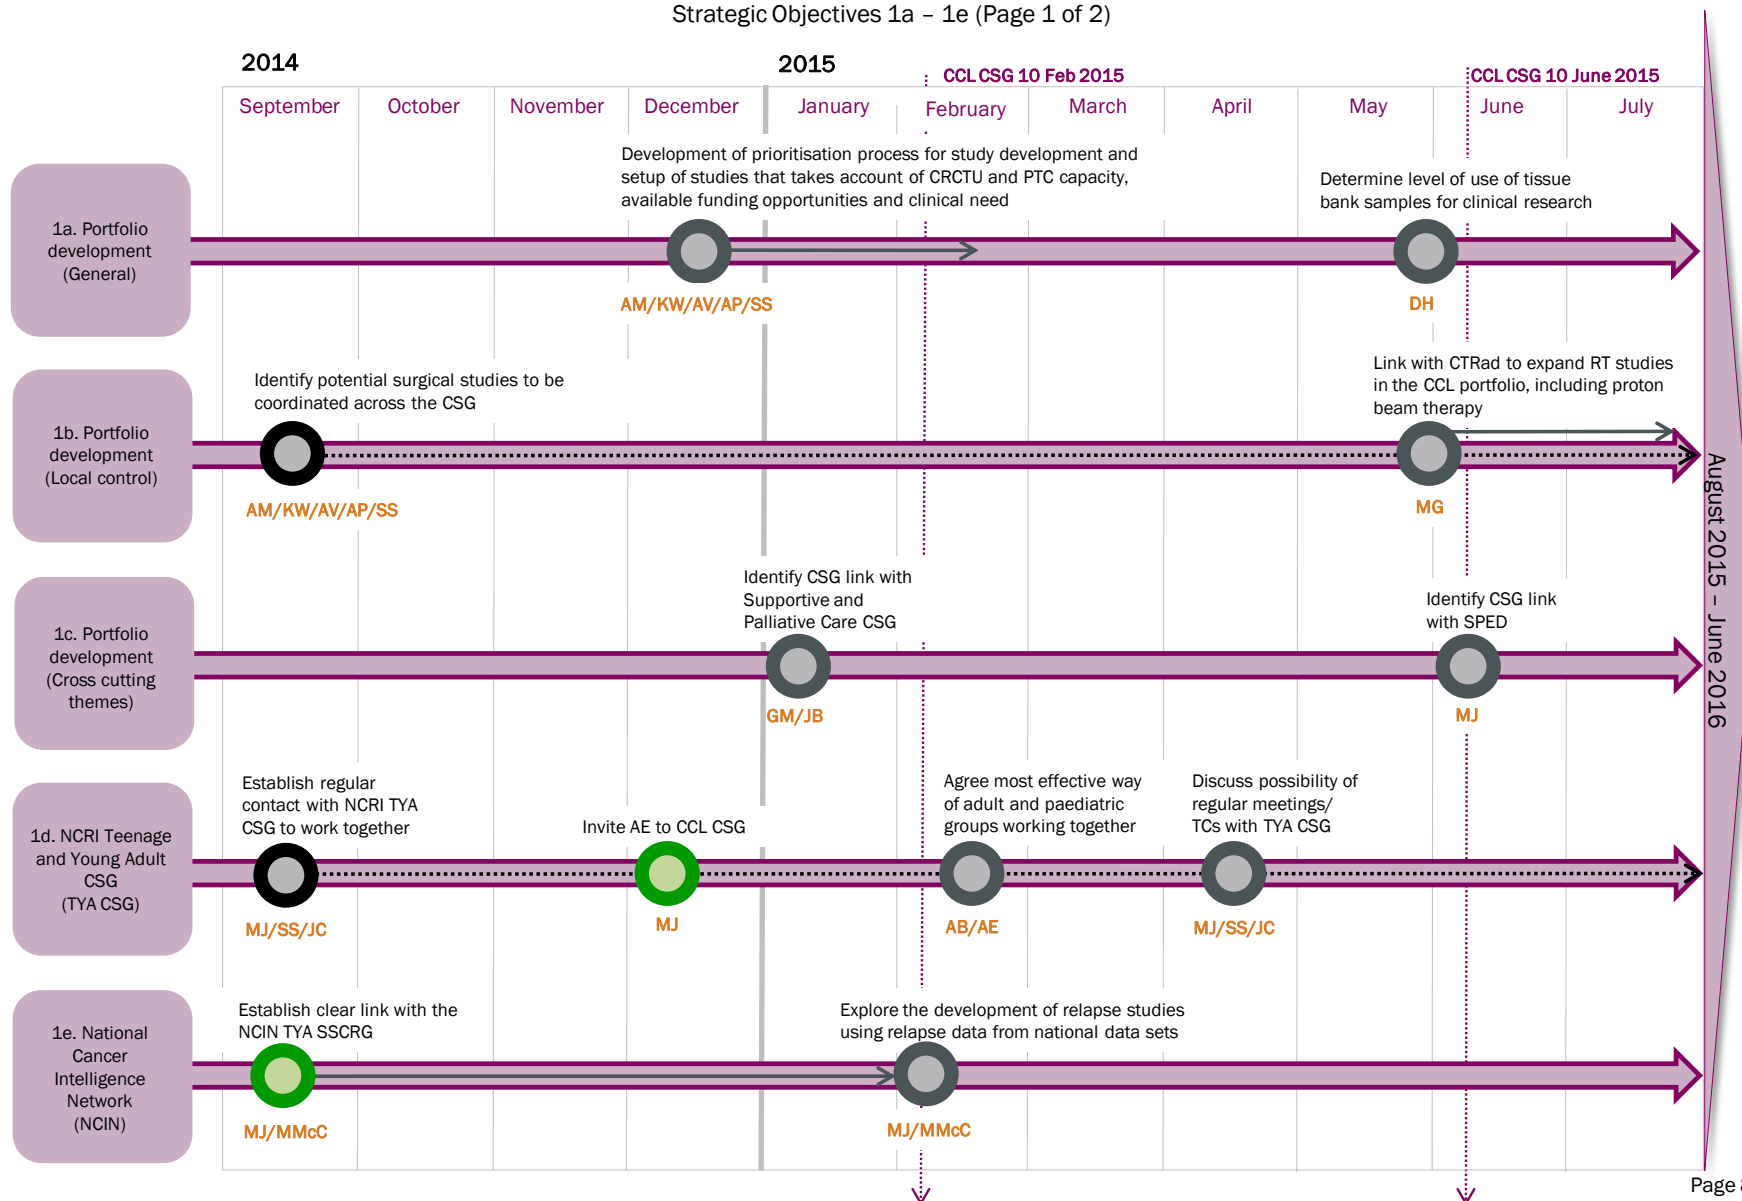 Strategic Objectives 1a – 1e (Page 1 of 2)
2014
2015
CCL CSG 10 Feb 2015
CCL CSG 10 June 2015
September
October
November
December
January
February
March
April
May
June
July
1a. Portfolio
development
(General)
Development of prioritisation process for study development and
setup of studies that takes account of CRCTU and PTC capacity,
available funding opportunities and clinical need
AM/KW/AV/AP/SS
Determine level of use of tissue
bank samples for clinical research
DH
1b. Portfolio
development
(Local control)
Identify potential surgical studies to be
coordinated across the CSG
AM/KW/AV/AP/SS
Link with CTRad to expand RT studies
in the CCL portfolio, including proton
beam therapy
MG
1c. Portfolio
development
(Cross cutting
themes)
Identify CSG link with
Supportive and
Palliative Care CSG
GM/JB
Identify CSG link
with SPED
MJ
1d. NCRI Teenage
and Young Adult
CSG
(TYA CSG)
Establish regular
contact with NCRI TYA
CSG to work together
MJ/SS/JC
Invite AE to CCL CSG
MJ
Agree most effective way
of adult and paediatric
groups working together
AB/AE
Discuss possibility of
regular meetings/
TCs with TYA CSG
MJ/SS/JC
1e. National
Cancer
Intelligence
Network
(NCIN)
Establish clear link with the
NCIN TYA SSCRG
MJ/MMcC
Explore the development of relapse studies
using relapse data from national data sets
MJ/MMcC
August 2015 – June 2016
Page